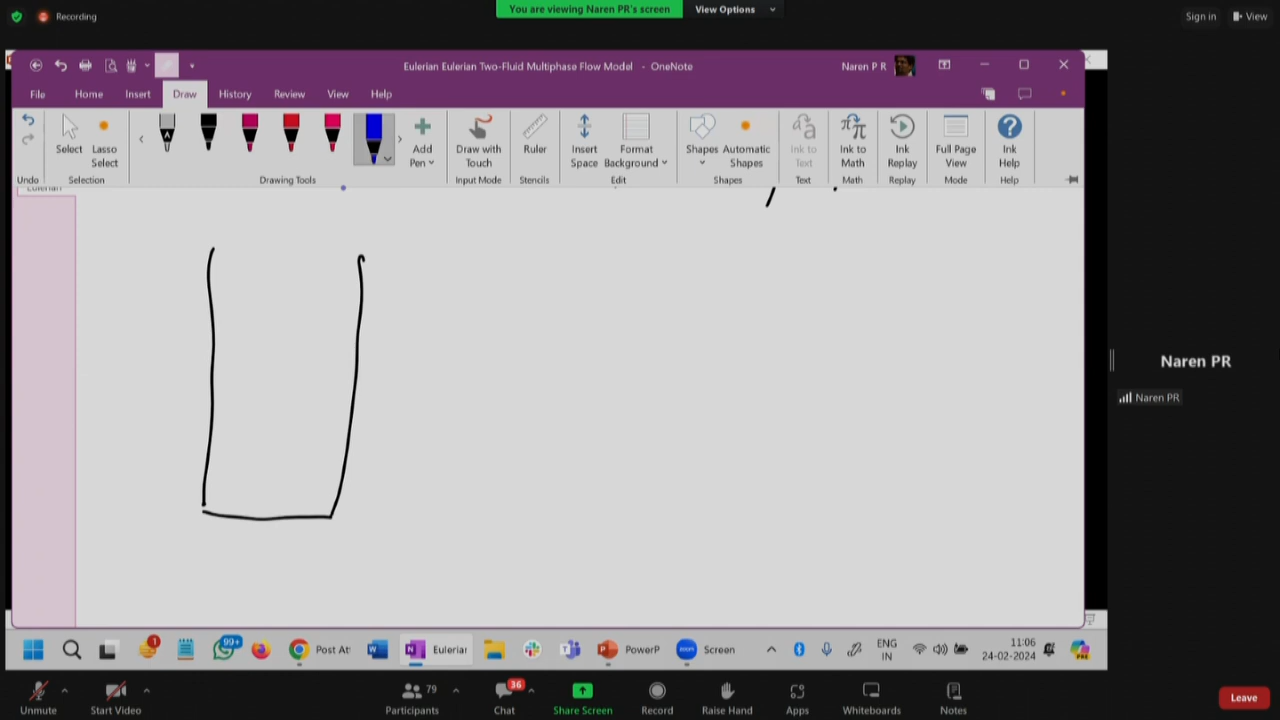 Recording
You are viewing Naren PR's screen
View Options
Sign in
View
Eulerian Eulerian Two-Fluid Multiphase Flow Model - OneNote
Naren P R
File
Home
Insert
Draw
History
Review
View
Help
Select
Lasso Select
Add Pen
Draw with Touch
Ruler
Insert Space
Format Background
Shapes
Automatic Shapes
Ink to Text
Ink to Math
Ink Replay
Full Page View
Ink Help
Undo
Selection
Drawing Tools
Input Mode
Stencils
Edit
Shapes
Text
Math
Replay
Mode
Help
Eulerian
Naren PR
Naren PR
1
99+
Post At
Eulerian
PowerP
Screen
ENG
IN
11:06
24-02-2024
Unmute
Start Video
79
Participants
36
Chat
Share Screen
Record
Raise Hand
Apps
Whiteboards
Notes
Leave